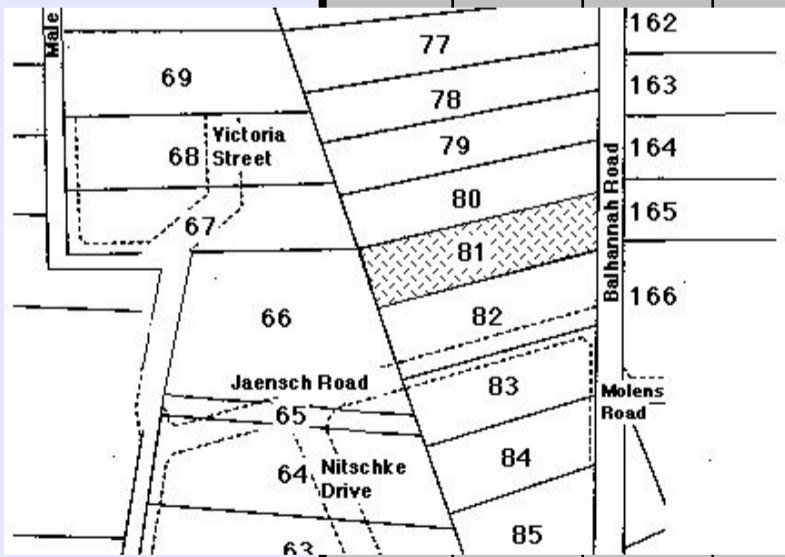 Male
69
68
Victoria
Street
67
66
Jaensch Road
65
64
Nitschke
Drive
63
77
78
79
80
81
82
83
84
85
Balhannah Road
162
163
164
165
166
Molens
Road